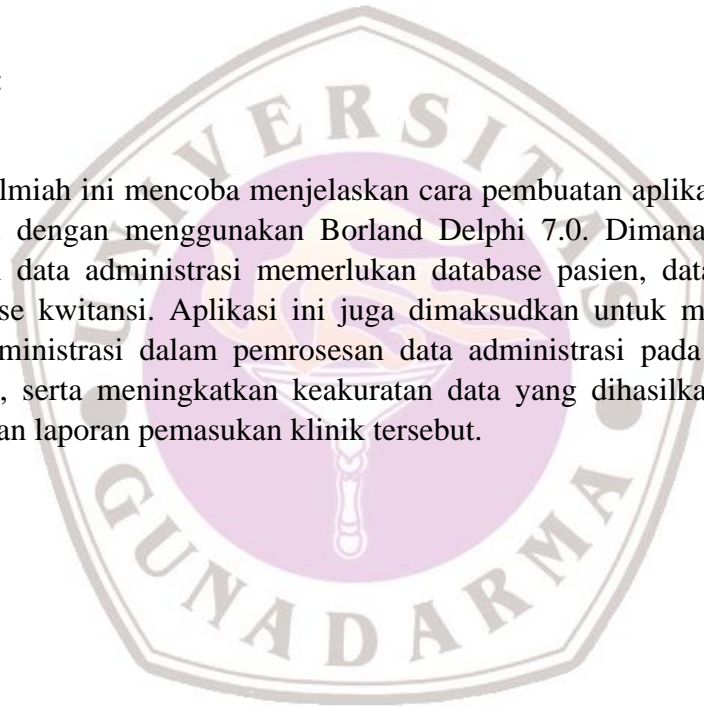 :
lmiah ini mencoba menjelaskan cara pembuatan aplika
dengan menggunakan Borland Delphi 7.0. Dimana
data administrasi memerlukan database pasien, data
se kwitansi. Aplikasi ini juga dimaksudkan untuk m
ministrasi dalam pemrosesan data administrasi pada
, serta meningkatkan keakuratan data yang dihasilka
an laporan pemasukan klinik tersebut.
UNIVERSITAS
GUNADARMA